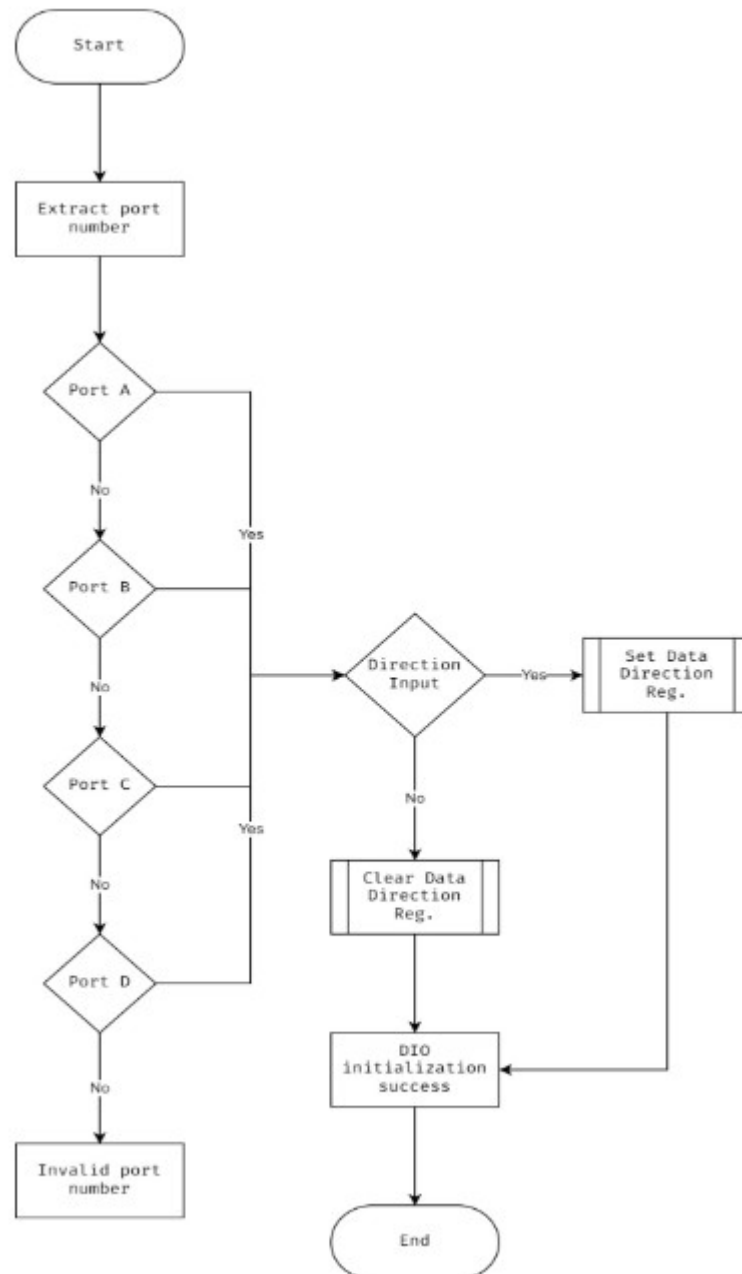 Start
Extract port
number
Port A
No
Yes
Port B
No
Direction
Input
Yes
Set Data
Direction
Reg.
Port C
No
Yes
No
Clear Data
Direction
Reg.
Port D
No
DIO
initialization
success
Invalid port
number
End